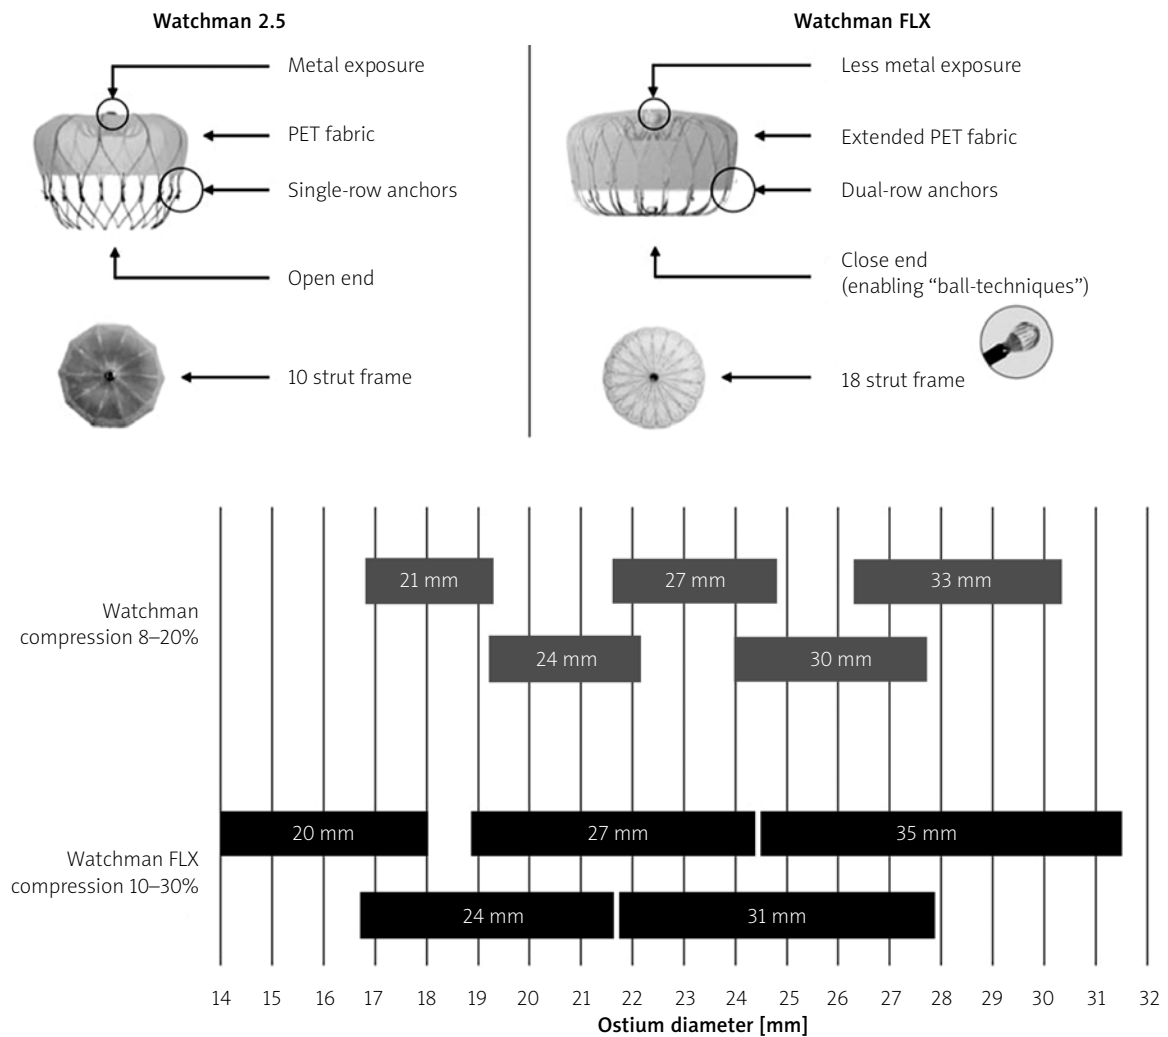 Watchman 2.5
Metal exposure
PET fabric
Single-row anchors
Open end
10 strut frame
Watchman FLX
Less metal exposure
Extended PET fabric
Dual-row anchors
Close end
(enabling “ball-techniques”)
18 strut frame
Watchman
compression 8–20%
21 mm
27 mm
33 mm
24 mm
30 mm
Watchman FLX
compression 10–30%
20 mm
27 mm
35 mm
24 mm
31 mm
14 15 16 17 18 19 20 21 22 23 24 25 26 27 28 29 30 31 32
Ostium diameter [mm]